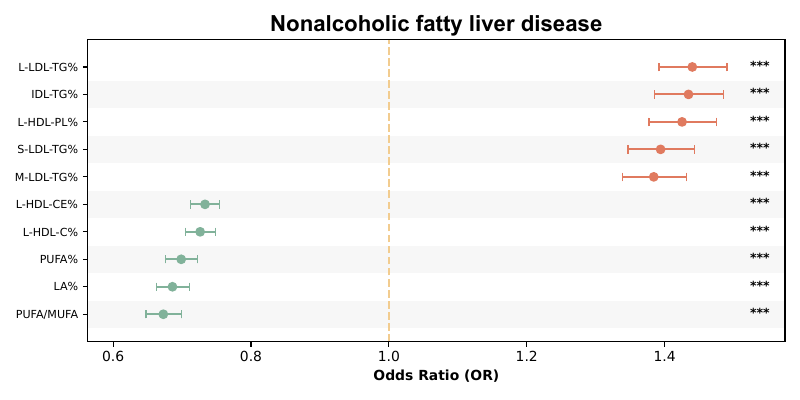 Nonalcoholic fatty liver disease
L-LDL-TG% ***
IDL-TG% ***
L-HDL-PL% ***
S-LDL-TG% ***
M-LDL-TG% ***
L-HDL-CE% ***
L-HDL-C% ***
PUFA% ***
LA% ***
PUFA/MUFA ***
0.6 0.8 1.0 1.2 1.4
Odds Ratio (OR)